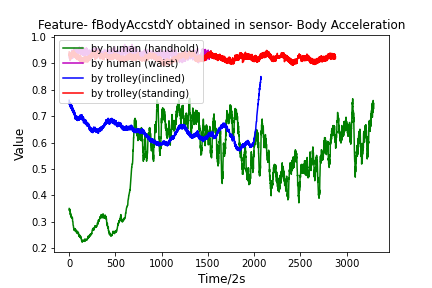 Feature- fBodyAccstdY obtained in sensor- Body Acceleration
by human (handhold)
by human (waist)
by trolley(inclined)
by trolley(standing)
Value
1.0
0.9
0.8
0.7
0.6
0.5
0.4
0.3
0.2
0 500 1000 1500 2000 2500 3000
Time/2s